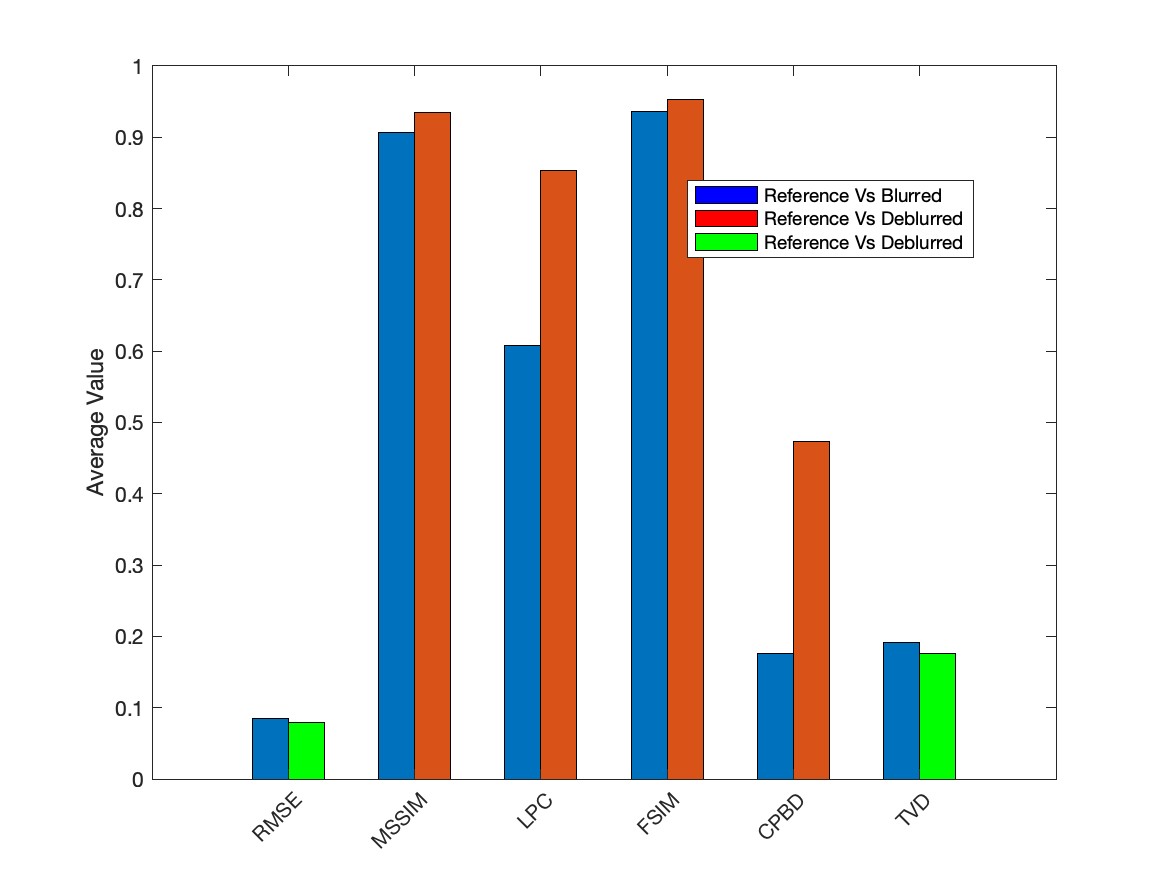 1
0.9
0.8
0.7
0.6
0.5
0.4
0.3
0.2
0.1
0
Average Value
Reference Vs Blurred
Reference Vs Deblurred
Reference Vs Deblurred
RMSE
MSSIM
LPC
FSIM
CPBD
TVD